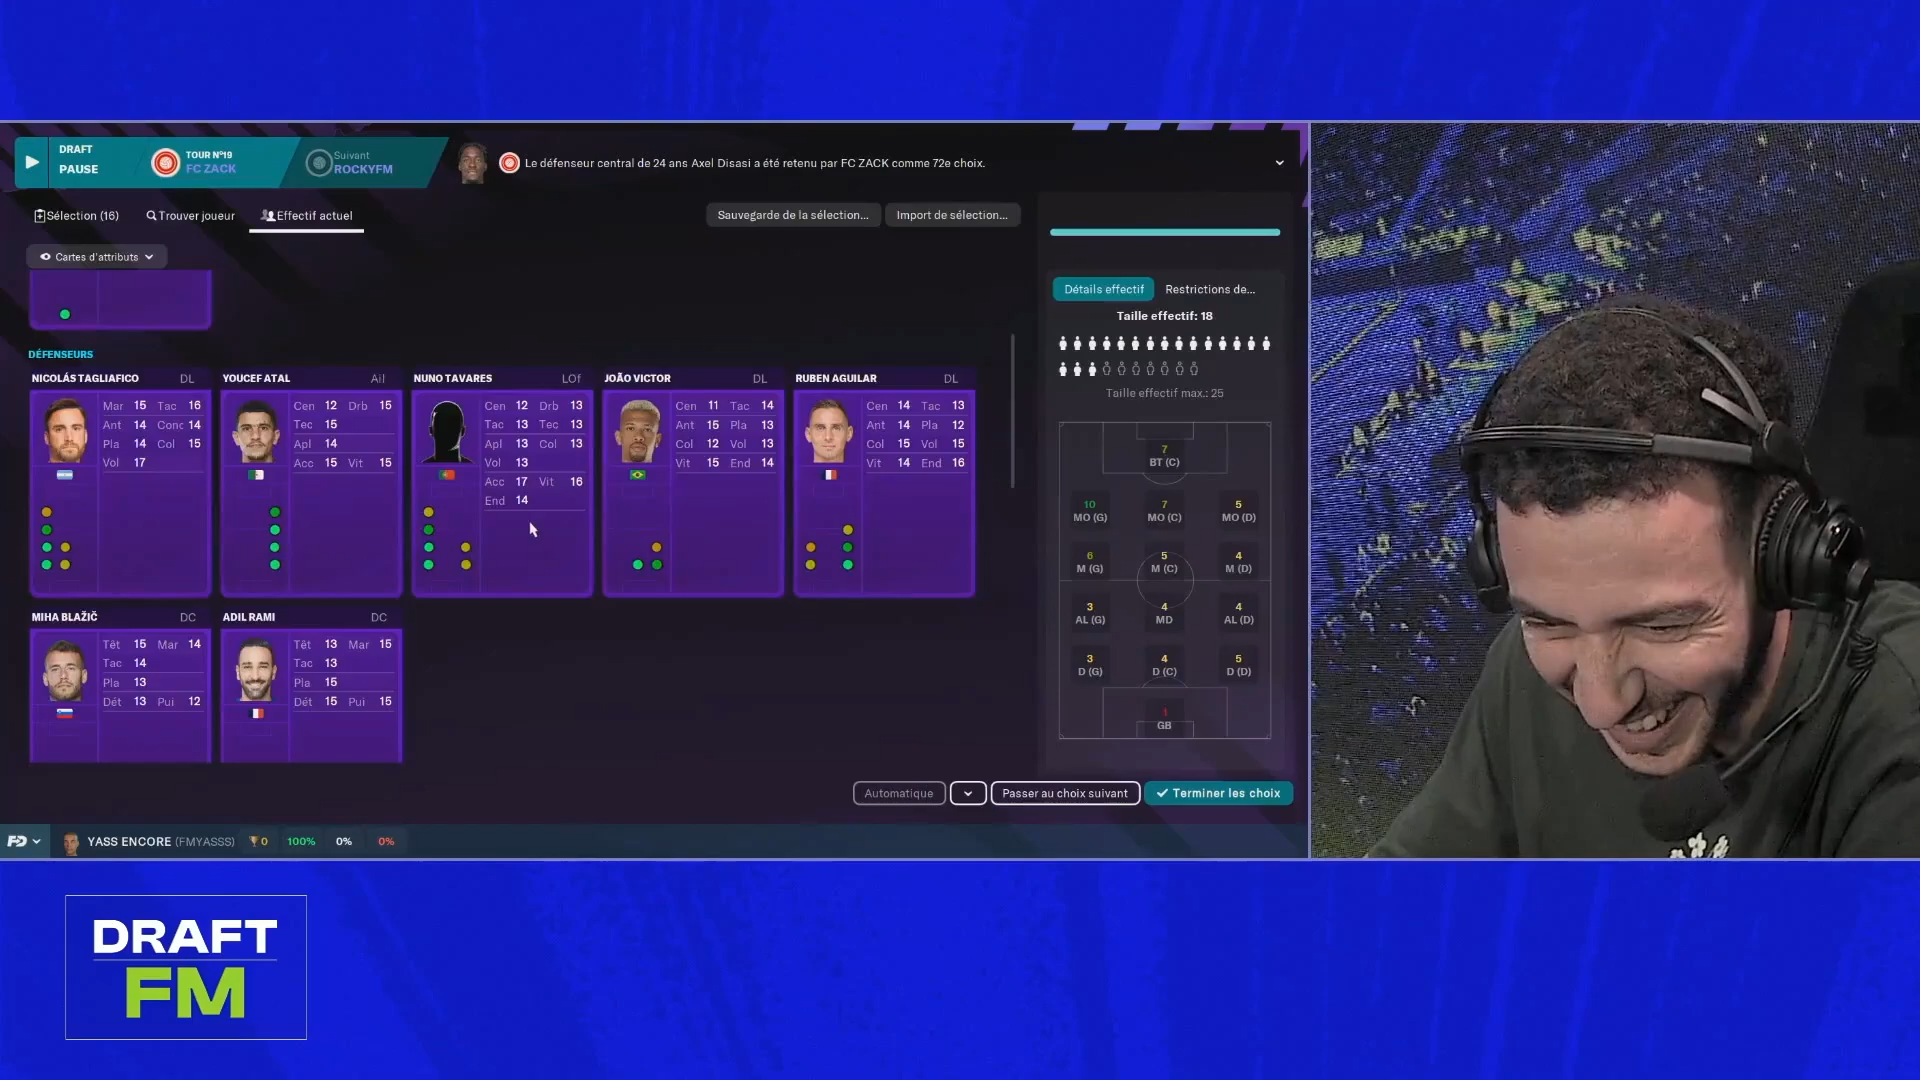 DRAFT
PAUSE
TOUR N°19
FC ZACK
Suivant
ROCKYFM
Le défenseur central de 24 ans Axel Disasi a été retenu par FC ZACK comme 72e choix.
Sélection (16)
Trouver joueur
Effectif actuel
Sauvegarde de la sélection...
Import de sélection...
Cartes d'attributs
DÉFENSEURS
NICOLÁS TAGLIAFICO DL
Mar 15 Tac 16
Ant 14 Conc 14
Pla 14 Col 15
Vol 17
YOUCEF ATAL Ail
Cen 12 Drb 15
Tec 15
Apl 14
Acc 15 Vit 15
NUNO TAVARES LOf
Cen 12 Drb 13
Tac 13 Tec 13
Apl 13 Col 13
Vol 13
Acc 17 Vit 16
End 14
JOÃO VICTOR DL
Cen 11 Tac 14
Ant 15 Pla 13
Col 12 Vol 13
Vit 15 End 14
RUBEN AGUILAR DL
Cen 14 Tac 13
Ant 14 Pla 12
Col 15 Vol 15
Vit 14 End 16
MIHA BLAŽIČ DC
Têt 15 Mar 14
Tac 14
Pla 13
Dét 13 Pui 12
ADIL RAMI DC
Têt 13 Mar 15
Tac 13
Pla 15
Dét 15 Pui 15
Détails effectif
Restrictions de...
Taille effectif: 18
Taille effectif max.: 25
7
BT (C)
10 7 5
MO (G) MO (C) MO (D)
6 5 4
M (G) M (C) M (D)
3 4 4
AL (G) MD AL (D)
3 4 5
D (G) D (C) D (D)
1
GB
Automatique
Passer au choix suivant
Terminer les choix
FD
YASS ENCORE (FMYASSS)
0 100% 0% 0%
DRAFT
FM